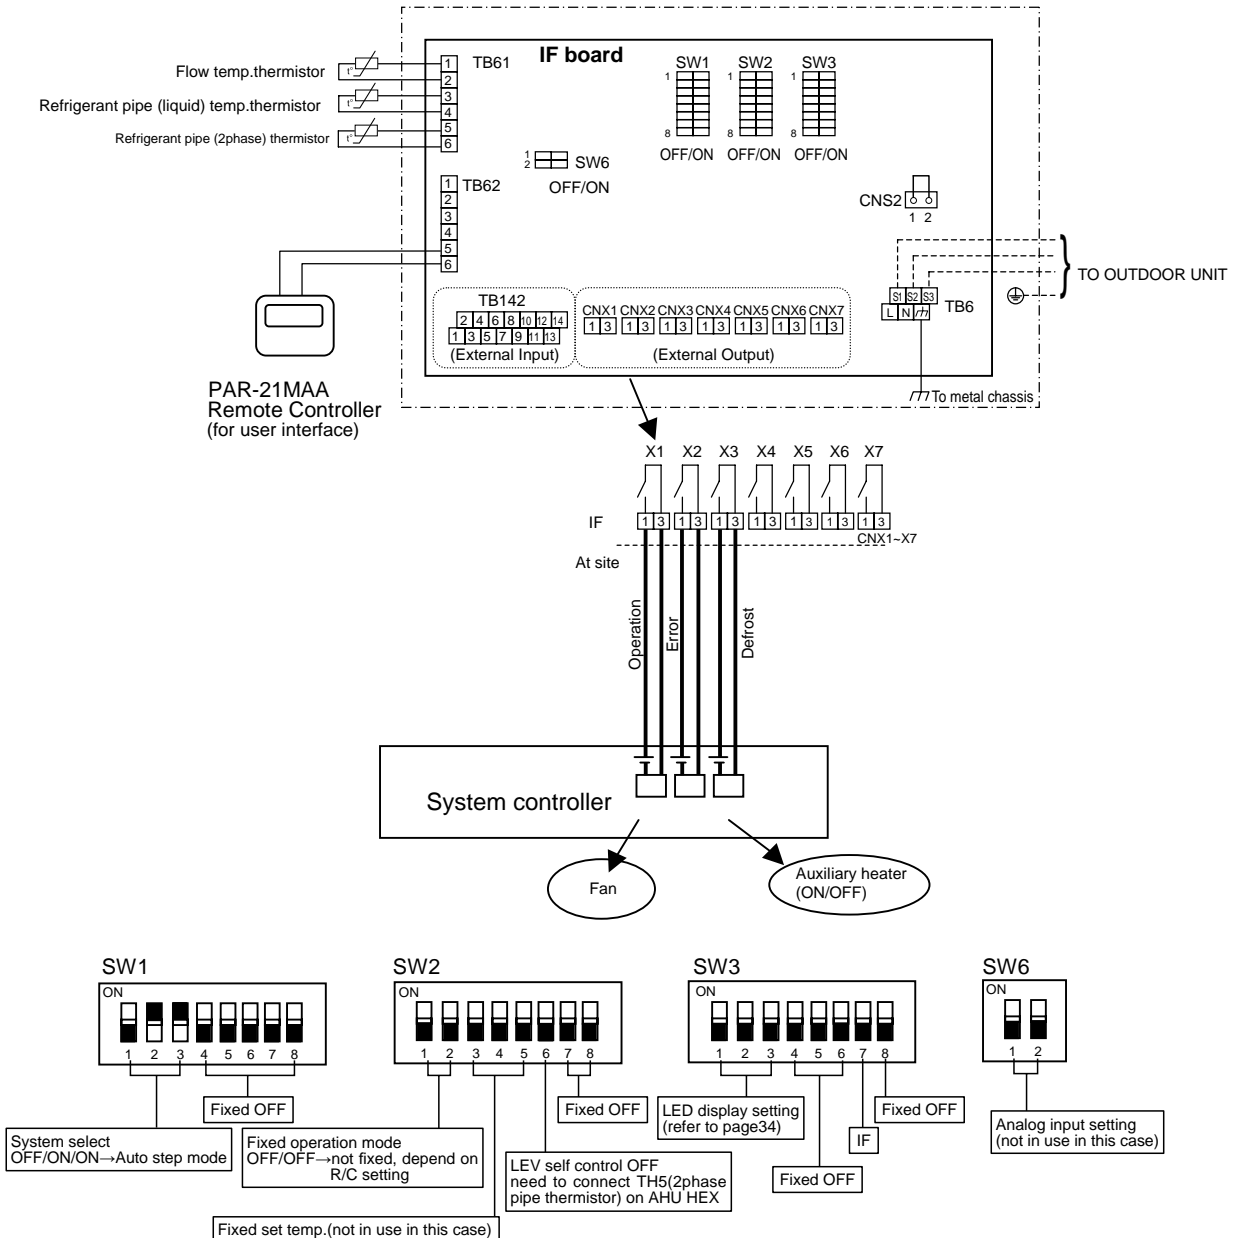 IF board
Flow temp.thermistor
t°
1
2
TB61
Refrigerant pipe (liquid) temp.thermistor
t°
3
4
Refrigerant pipe (2phase) thermistor
t°
5
6
SW1
1
8
OFF/ON
SW2
1
8
OFF/ON
SW3
1
8
OFF/ON
1
2
SW6
OFF/ON
1
2
3
4
5
6
TB62
CNS2
1 2
TO OUTDOOR UNIT
S1 S2 S3
L N
TB6
To metal chassis
TB142
2 4 6 8 10 12 14
1 3 5 7 9 11 13
(External Input)
CNX1 CNX2 CNX3 CNX4 CNX5 CNX6 CNX7
1 3 1 3 1 3 1 3 1 3 1 3 1 3
(External Output)
PAR-21MAA
Remote Controller
(for user interface)
X1 X2 X3 X4 X5 X6 X7
IF
1 3 1 3 1 3 1 3 1 3 1 3 1 3
CNX1~X7
At site
Operation
Error
Defrost
System controller
Fan
Auxiliary heater
(ON/OFF)
SW1
ON
1 2 3 4 5 6 7 8
Fixed OFF
System select
OFF/ON/ON→Auto step mode
SW2
ON
1 2 3 4 5 6 7 8
Fixed OFF
Fixed operation mode
OFF/OFF→not fixed, depend on
R/C setting
LEV self control OFF
need to connect TH5(2phase
pipe thermistor) on AHU HEX
Fixed set temp.(not in use in this case)
SW3
ON
1 2 3 4 5 6 7 8
LED display setting
(refer to page34)
Fixed OFF
IF
Fixed OFF
SW6
ON
1 2
Analog input setting
(not in use in this case)